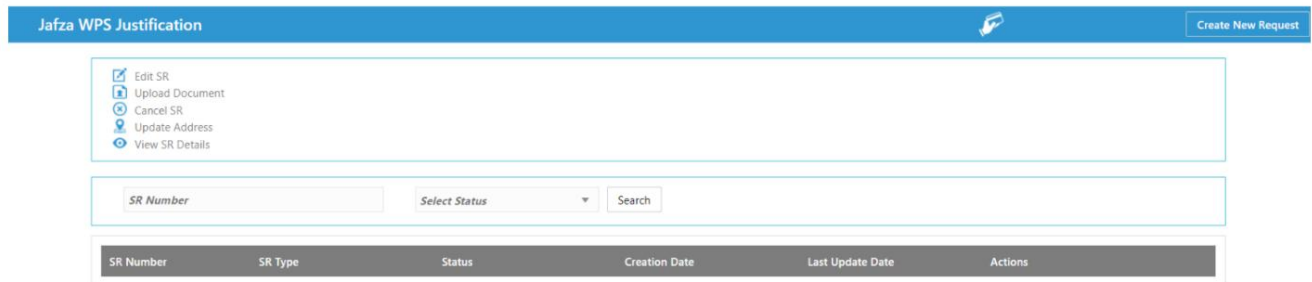 Jafza WPS Justification Create New Request
Edit SR
Upload Document
Cancel SR
Update Address
View SR Details
SR Number Select Status Search
SR Number SR Type Status Creation Date Last Update Date Actions